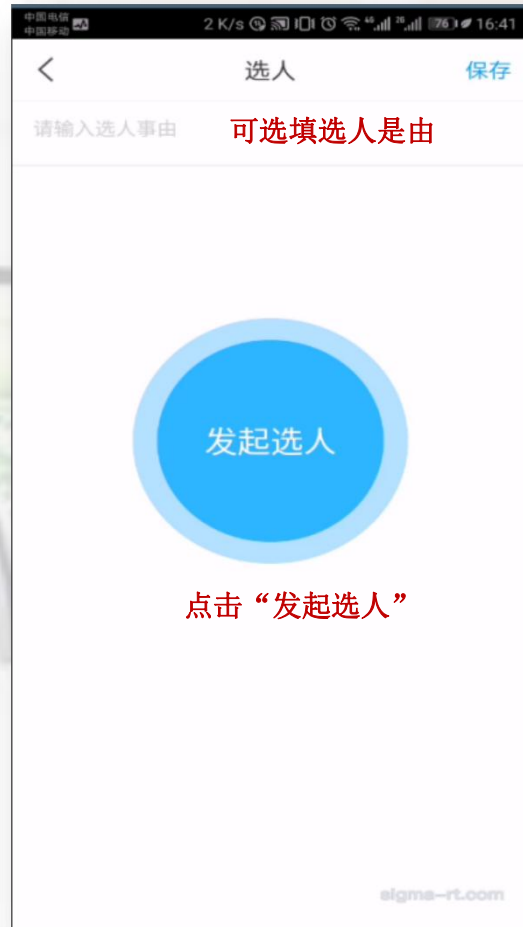 中国电信
中国移动
2 K/s 4G 2G 76 16:41
选人 保存
请输入选人事由 可选填选人是由
发起选人
点击“发起选人”
sigma-rt.com